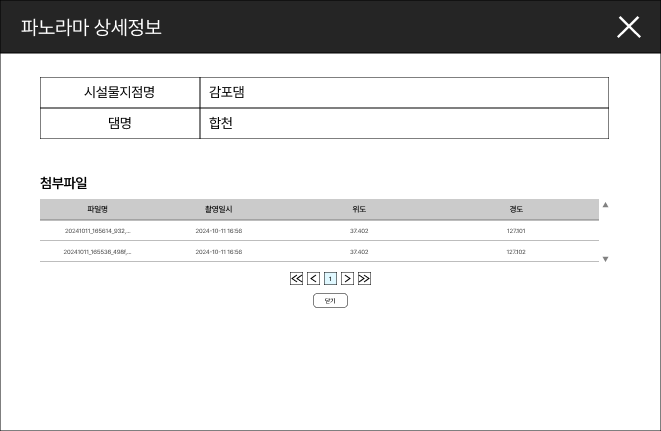 파노라마 상세정보
시설물지점명 감포댐
댐명 합천
첨부파일
파일명 촬영일시 위도 경도
20241011_165614_932,... 2024-10-11 16:56 37.402 127.101
20241011_165536_498f,... 2024-10-11 16:56 37.402 127.102
1
닫기